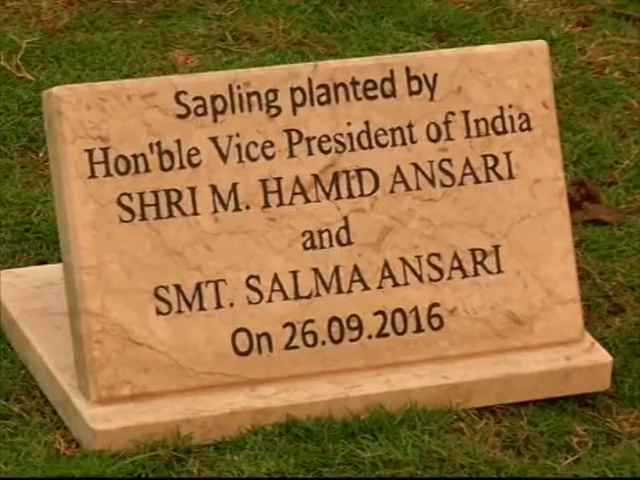 Sapling planted by
Hon'ble Vice President of India
SHRI M. HAMID ANSARI
and
SMT. SALMA ANSARI
On 26.09.2016